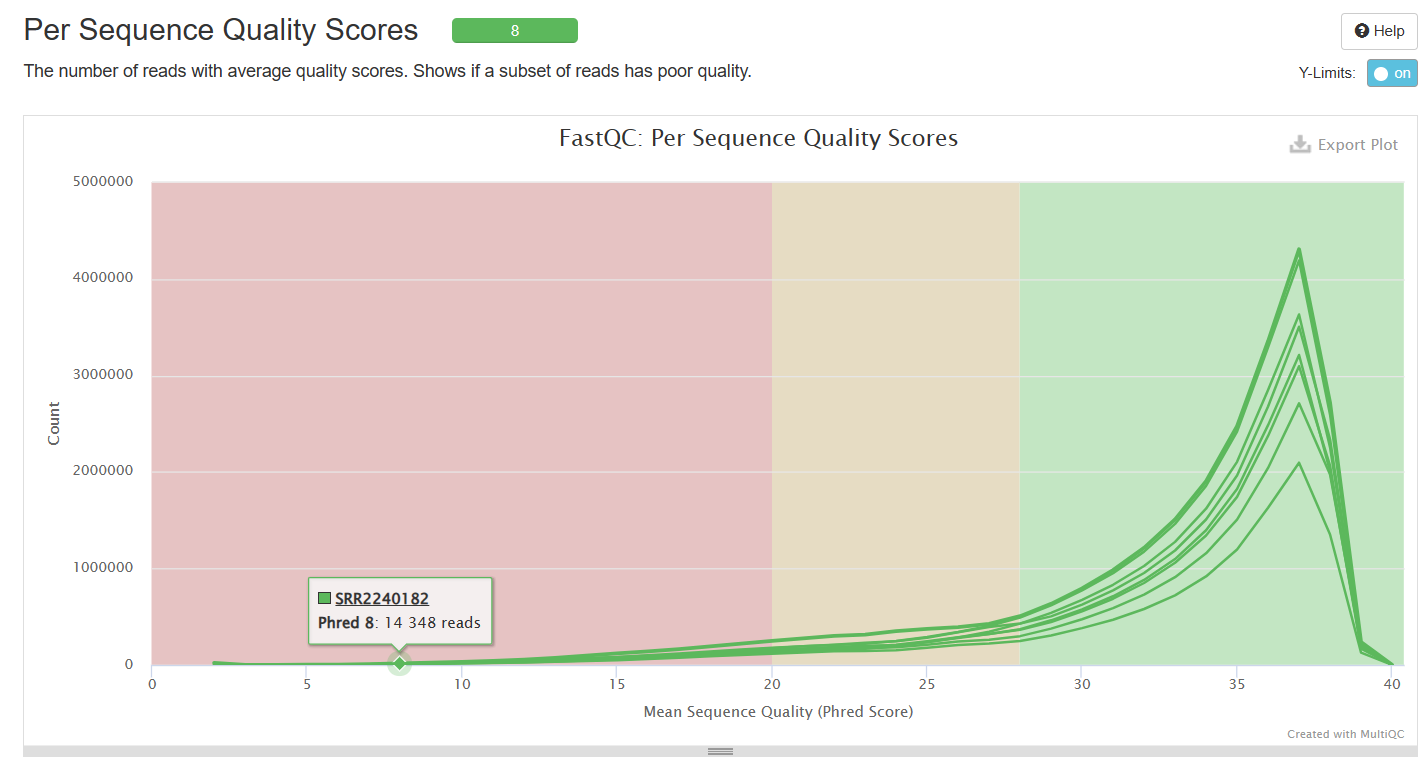 Per Sequence Quality Scores
8
Help
The number of reads with average quality scores. Shows if a subset of reads has poor quality.
Y-Limits: on
FastQC: Per Sequence Quality Scores
Export Plot
5000000
4000000
3000000
2000000
1000000
0
Count
SRR2240182
Phred 8: 14 348 reads
0 5 10 15 20 25 30 35 40
Mean Sequence Quality (Phred Score)
Created with MultiQC